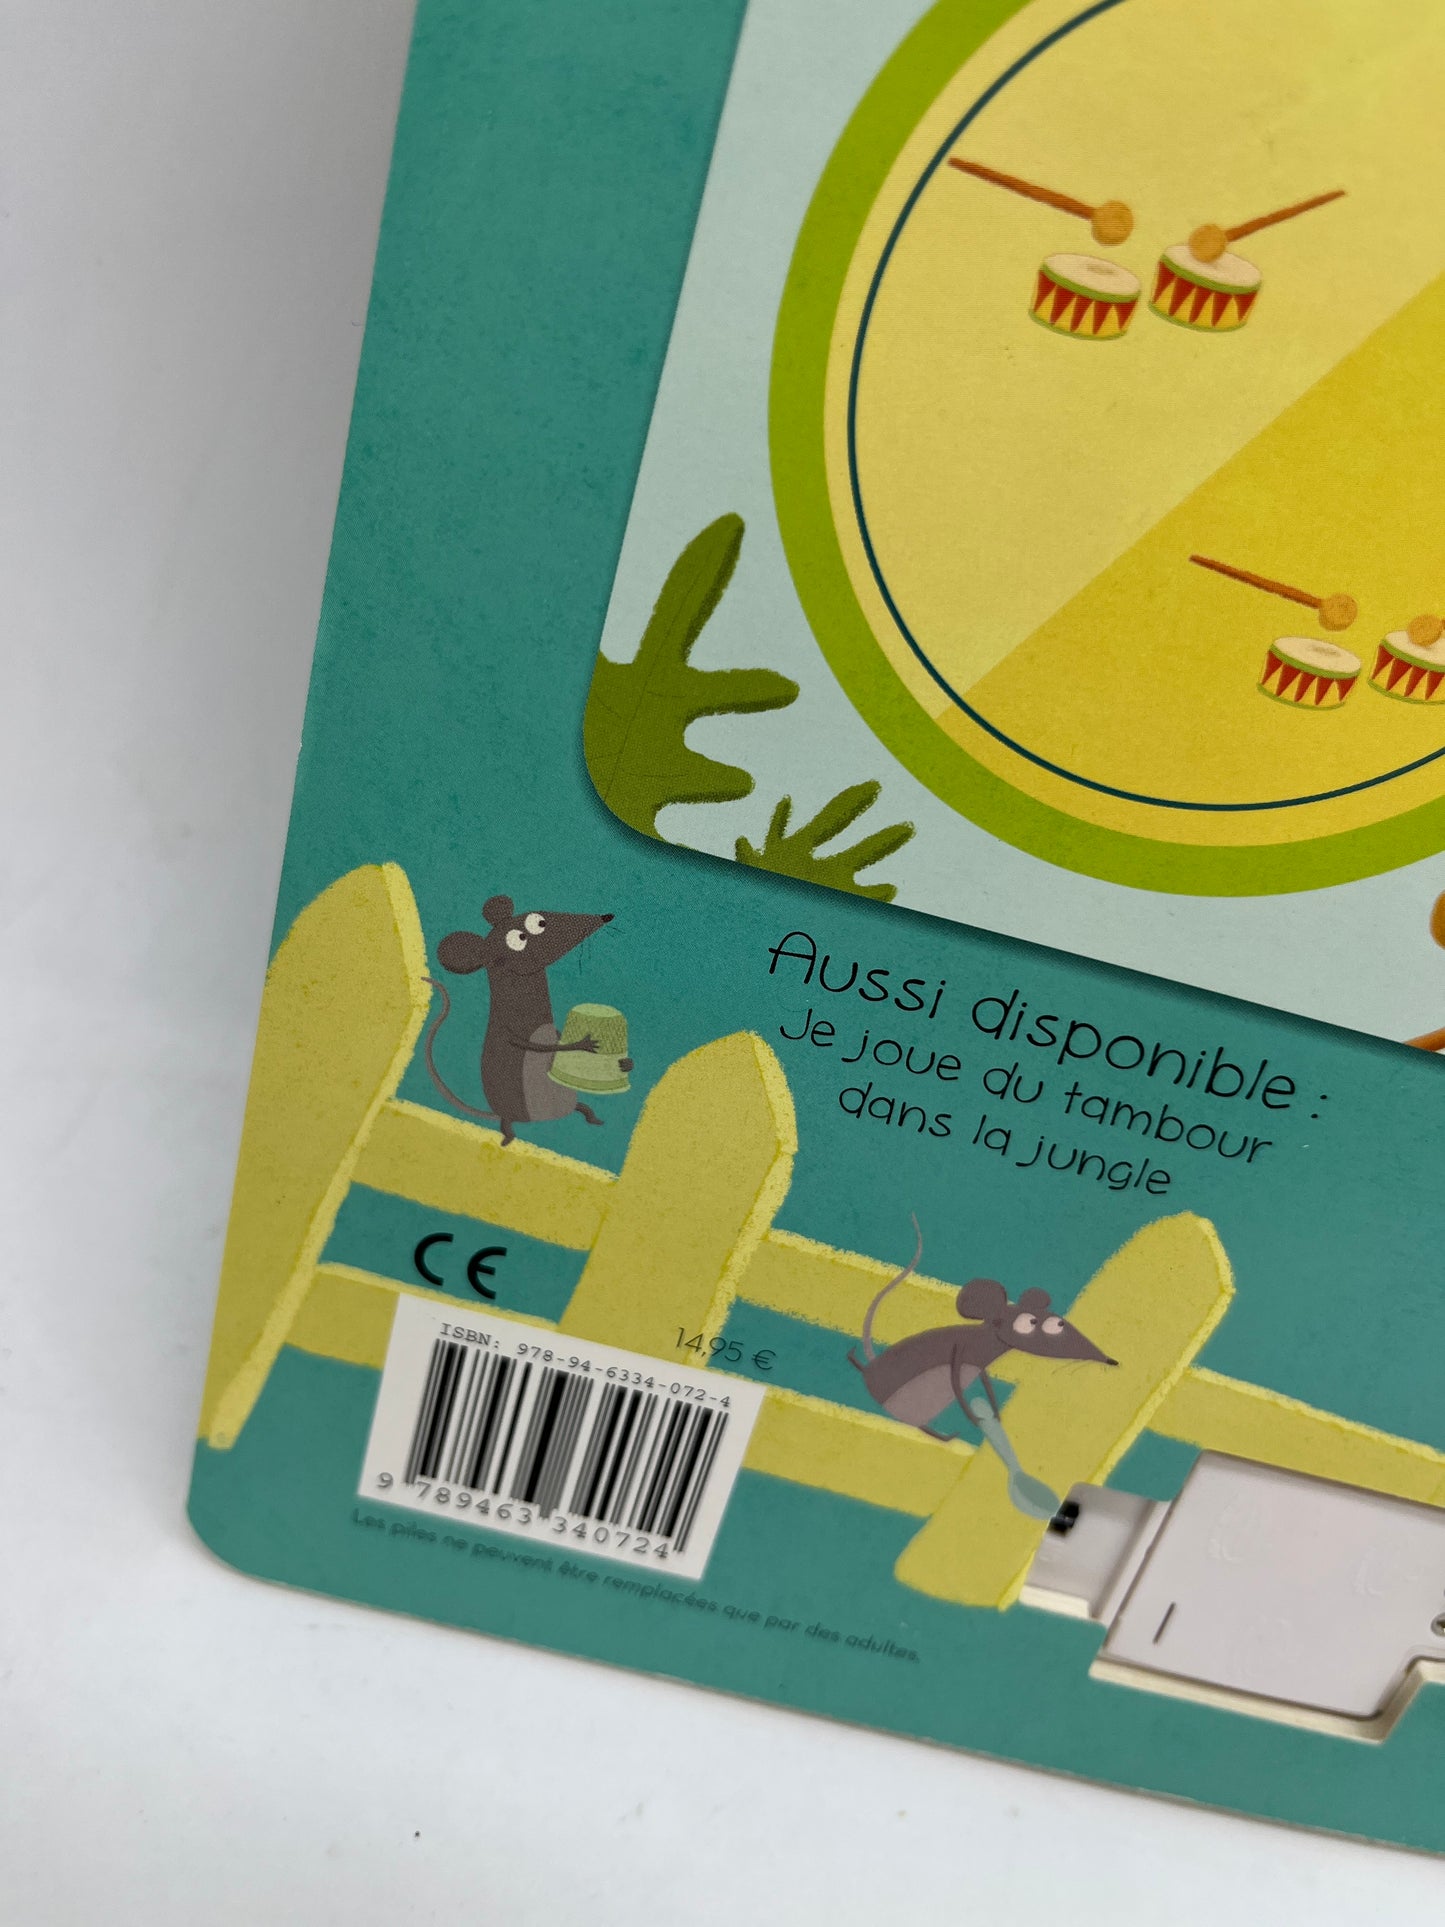 Aussi disponible :
Je joue du tambour
dans la jungle
CE
14,95 €
ISBN: 978-94-6334-072-4
9 789463 340724
Les piles ne peuvent être remplacées que par des adultes.